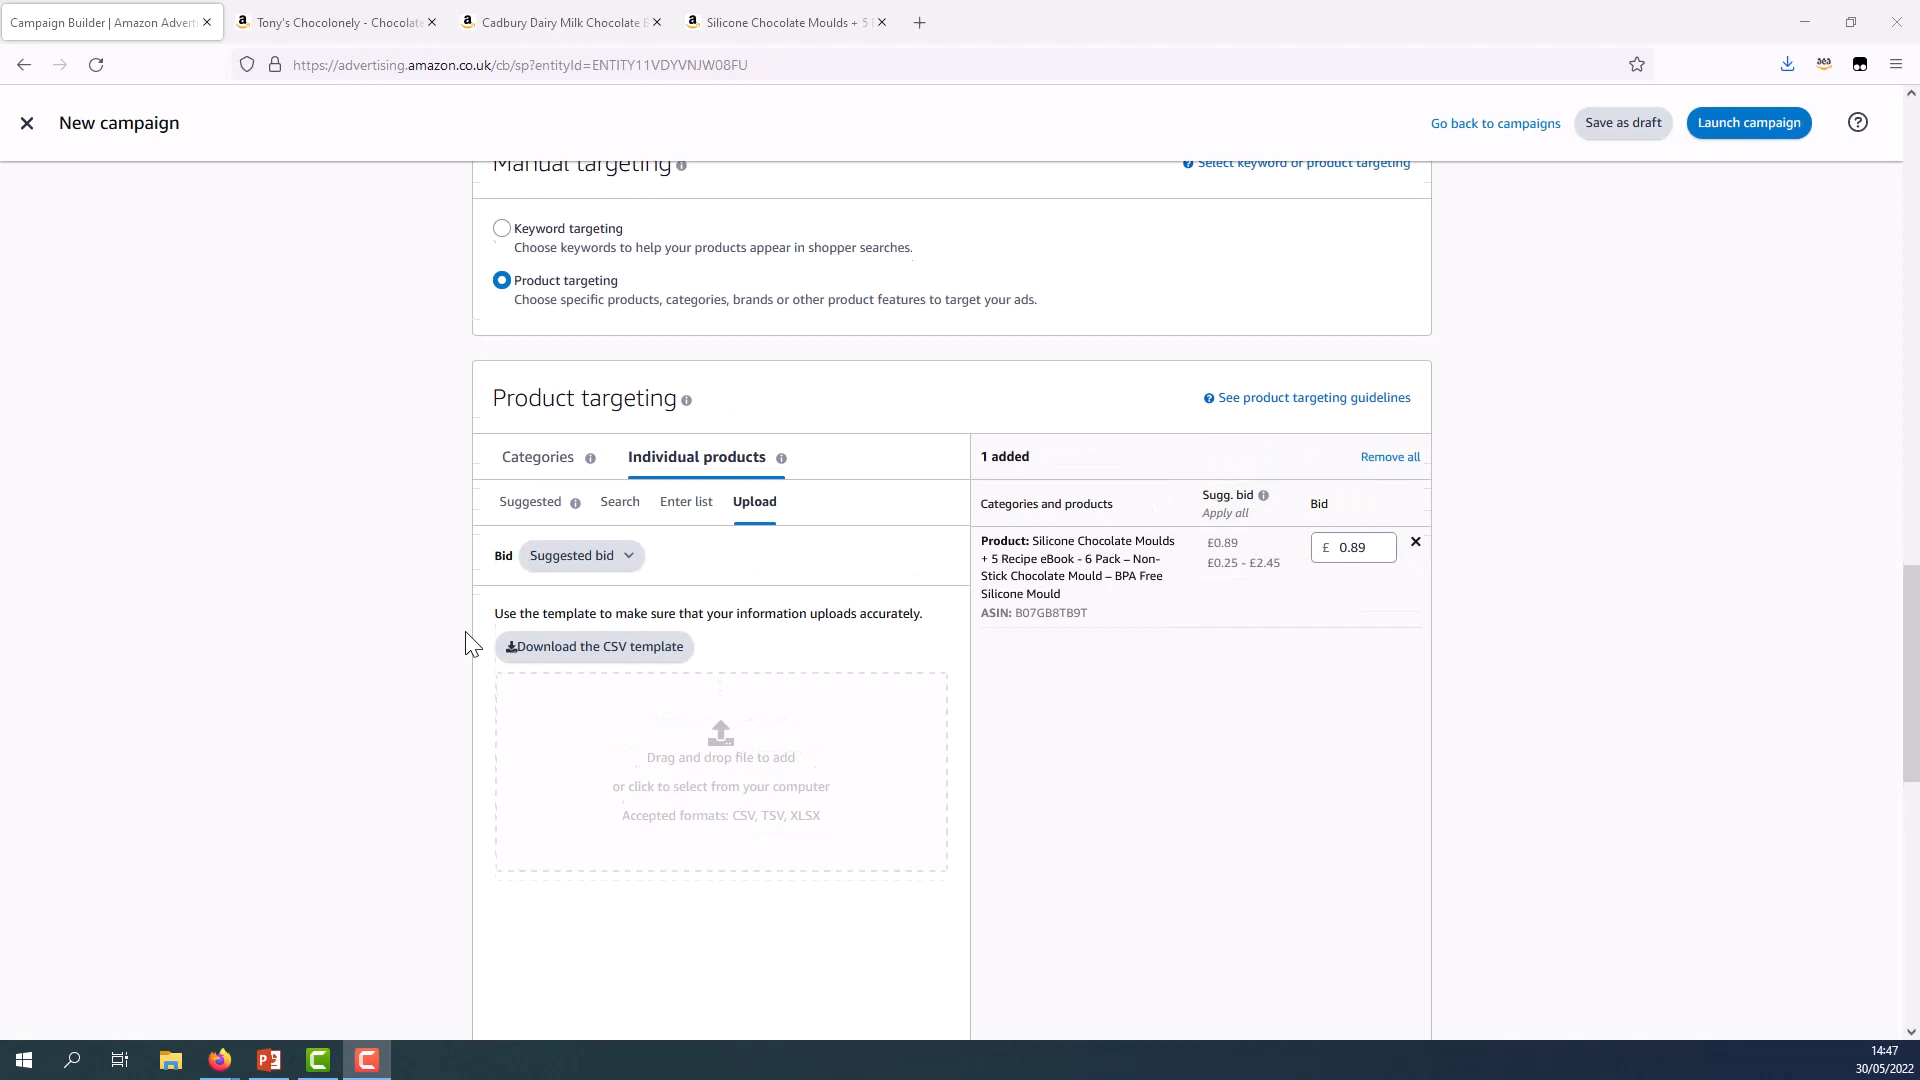 Campaign Builder | Amazon Adverti
Tony's Chocolonely - Chocolate
Cadbury Dairy Milk Chocolate B
Silicone Chocolate Moulds + 5
https://advertising.amazon.co.uk/cb/sp?entityId=ENTITY11VDYVNJW08FU
New campaign
Go back to campaigns
Save as draft
Launch campaign
Manual targeting
Select keyword or product targeting
Keyword targeting
Choose keywords to help your products appear in shopper searches.
Product targeting
Choose specific products, categories, brands or other product features to target your ads.
Product targeting
See product targeting guidelines
Categories
Individual products
1 added
Remove all
Suggested
Search
Enter list
Upload
Categories and products
Sugg. bid
Apply all
Bid
Bid
Suggested bid
Product: Silicone Chocolate Moulds
+ 5 Recipe eBook - 6 Pack – Non-
Stick Chocolate Mould – BPA Free
Silicone Mould
ASIN: B07GB8TB9T
£0.89
£0.25 - £2.45
£ 0.89
Use the template to make sure that your information uploads accurately.
Download the CSV template
Drag and drop file to add
or click to select from your computer
Accepted formats: CSV, TSV, XLSX
14:47
30/05/2022